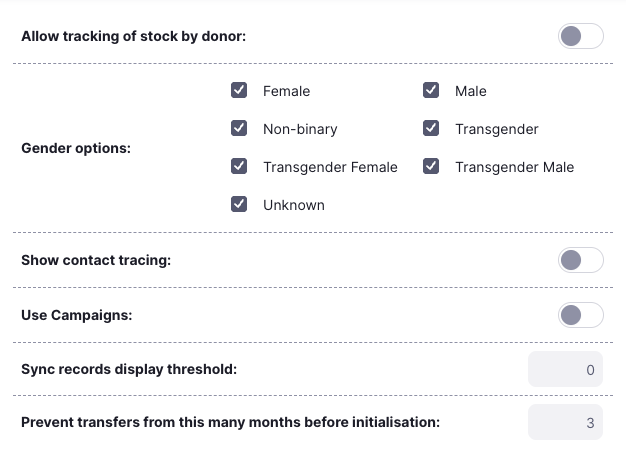 Allow tracking of stock by donor:
Female Male
Non-binary Transgender
Gender options:
Transgender Female Transgender Male
Unknown
Show contact tracing:
Use Campaigns:
Sync records display threshold: 0
Prevent transfers from this many months before initialisation: 3